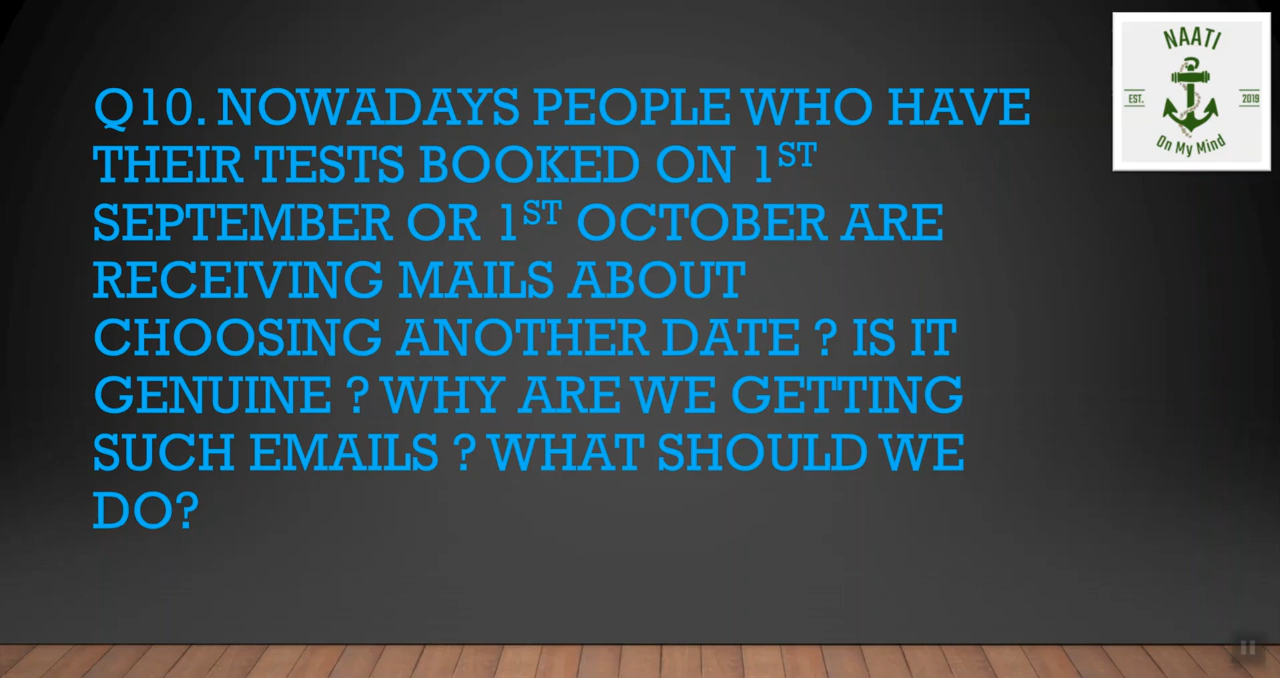 Q10. NOWADAYS PEOPLE WHO HAVE
THEIR TESTS BOOKED ON 1ST
SEPTEMBER OR 1ST OCTOBER ARE
RECEIVING MAILS ABOUT
CHOOSING ANOTHER DATE ? IS IT
GENUINE ? WHY ARE WE GETTING
SUCH EMAILS ? WHAT SHOULD WE
DO?
NAATI
EST. 2019
On My Mind